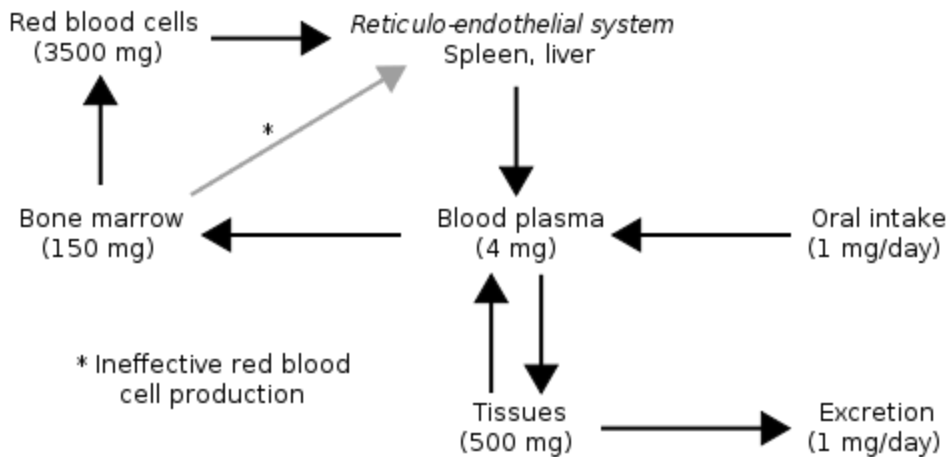 Red blood cells
(3500 mg)
Reticulo-endothelial system
Spleen, liver
*
Bone marrow
(150 mg)
Blood plasma
(4 mg)
Oral intake
(1 mg/day)
* Ineffective red blood
cell production
Tissues
(500 mg)
Excretion
(1 mg/day)